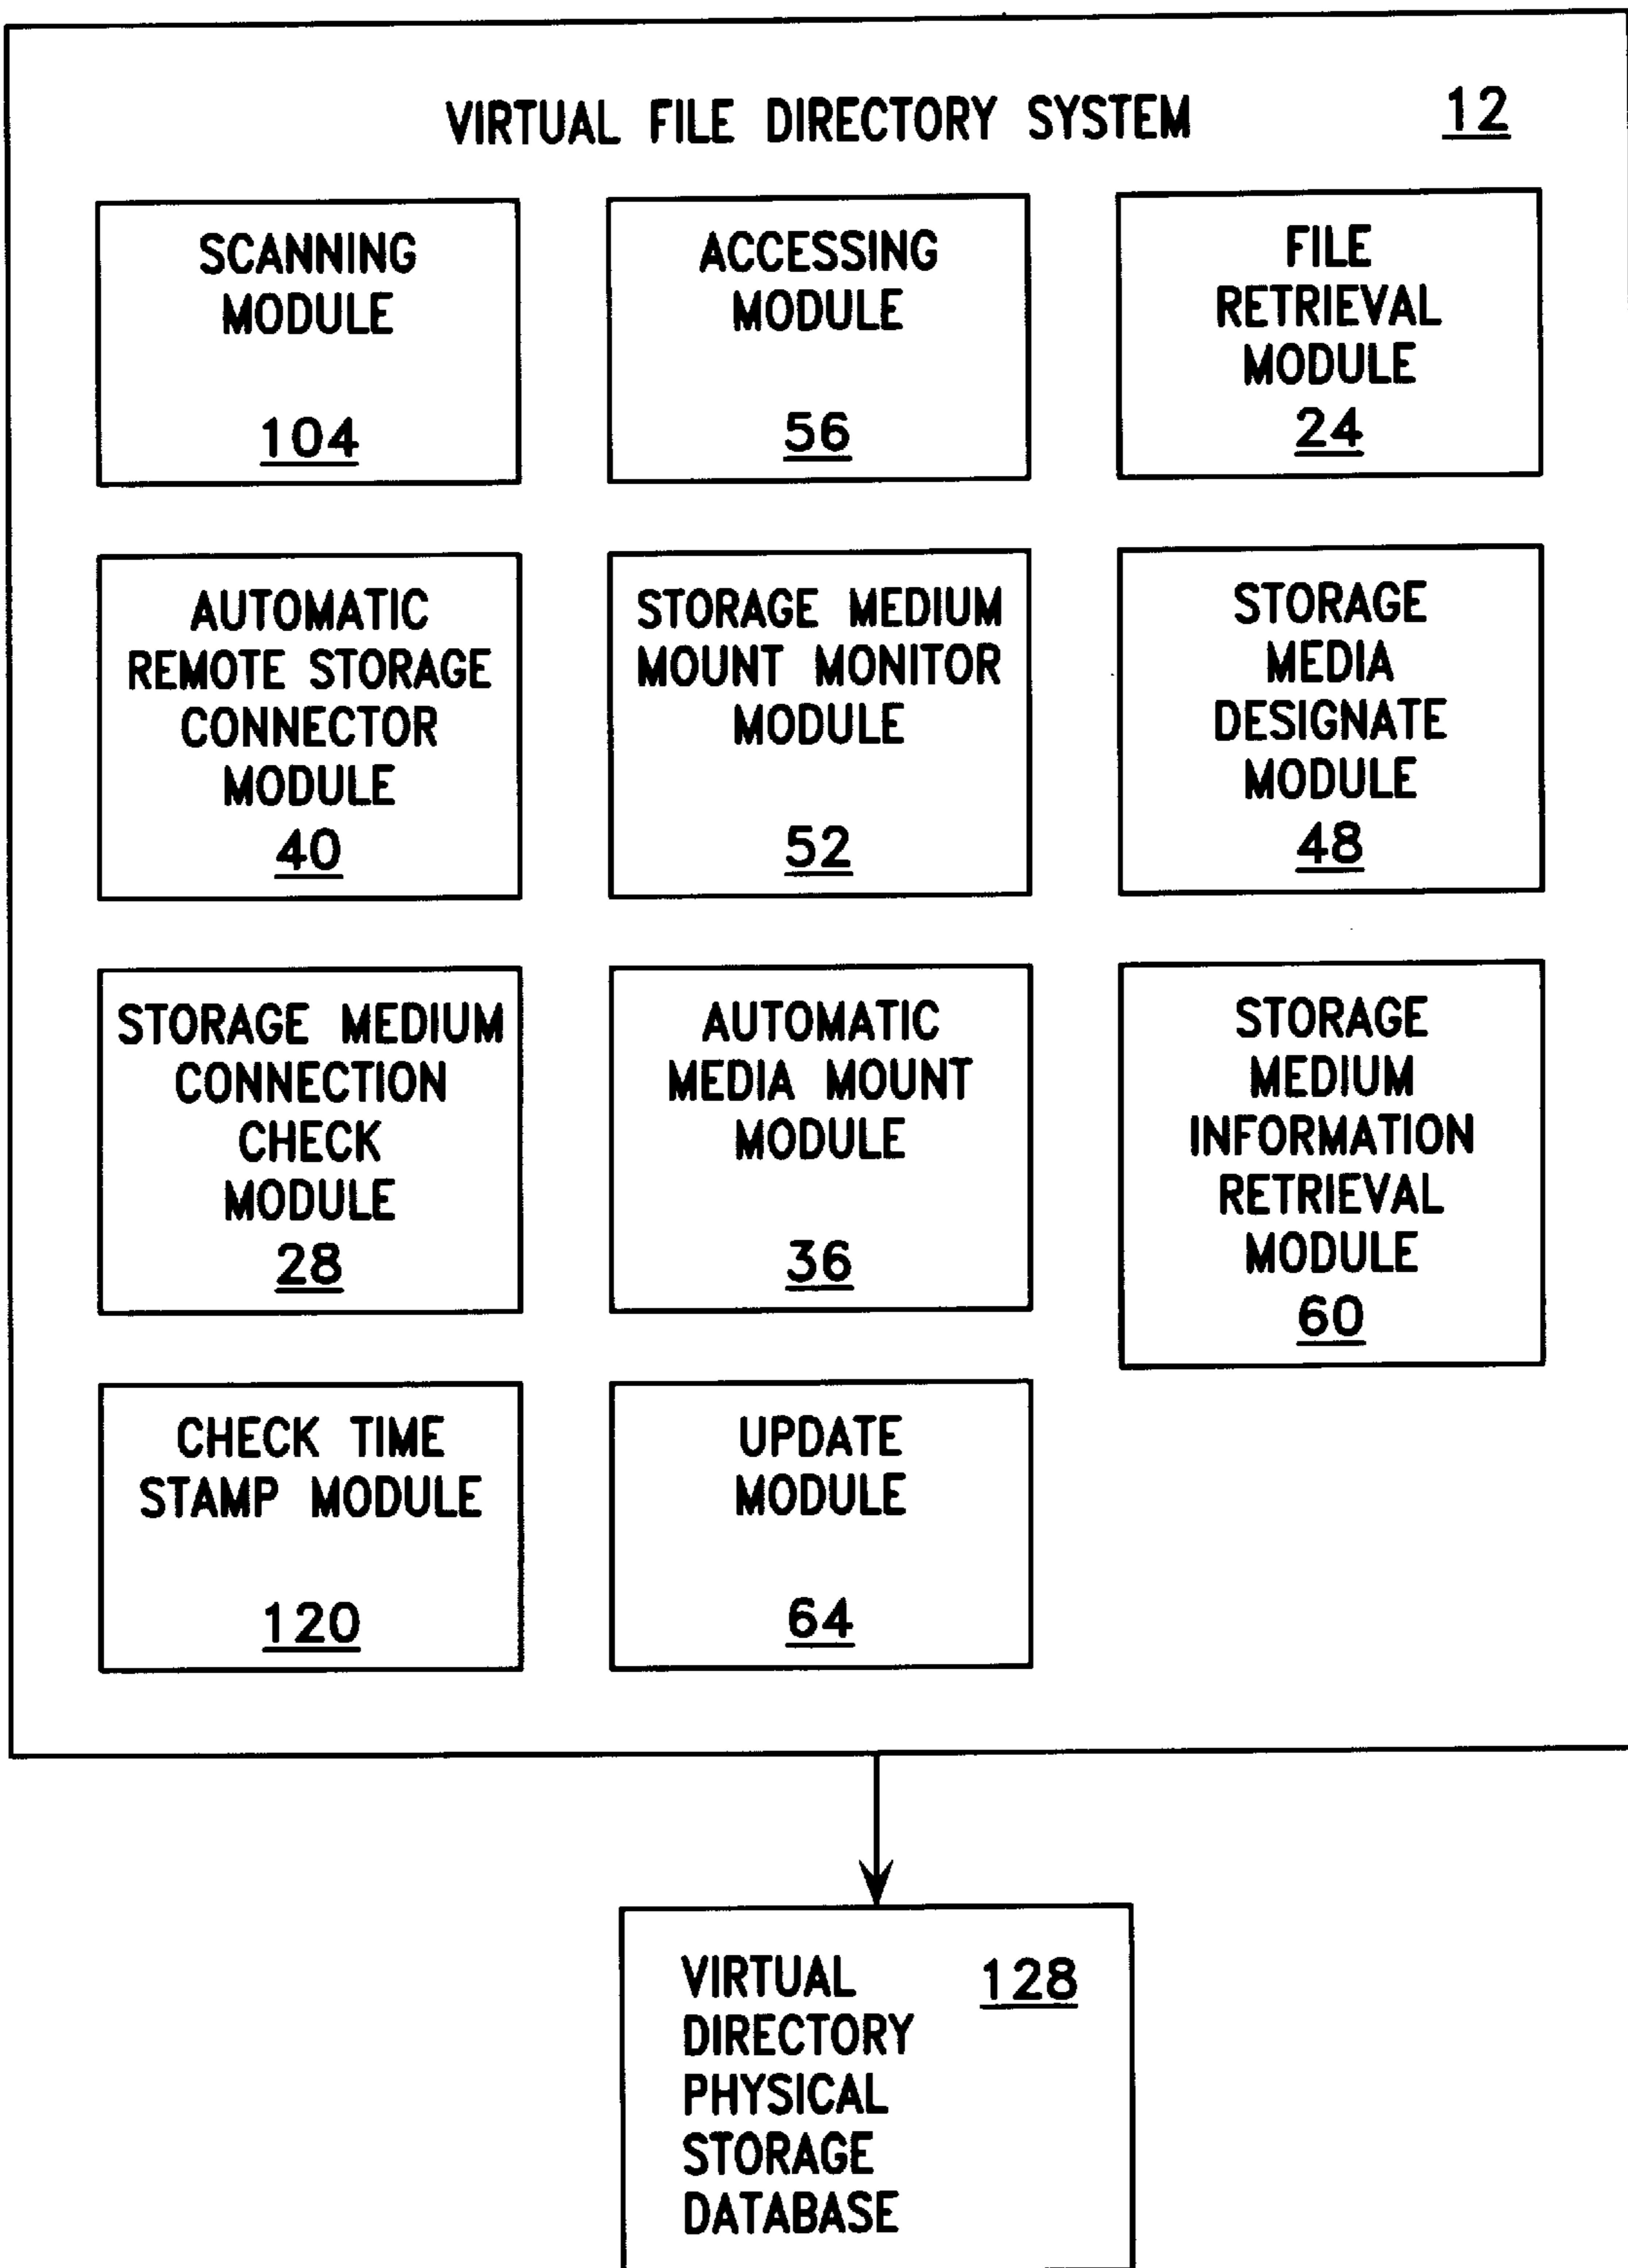 VIRTUAL FILE DIRECTORY SYSTEM 12
SCANNING
MODULE
104
ACCESSING
MODULE
56
FILE
RETRIEVAL
MODULE
24
AUTOMATIC
REMOTE STORAGE
CONNECTOR
MODULE
40
STORAGE MEDIUM
MOUNT MONITOR
MODULE
52
STORAGE
MEDIA
DESIGNATE
MODULE
48
STORAGE MEDIUM
CONNECTION
CHECK
MODULE
28
AUTOMATIC
MEDIA MOUNT
MODULE
36
STORAGE
MEDIUM
INFORMATION
RETRIEVAL
MODULE
60
CHECK TIME
STAMP MODULE
120
UPDATE
MODULE
64
VIRTUAL 128
DIRECTORY
PHYSICAL
STORAGE
DATABASE